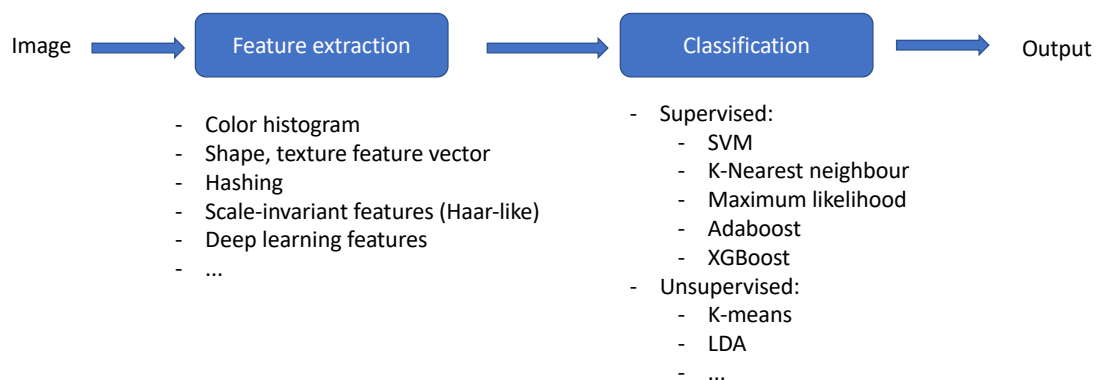 Image
Feature extraction
Classification
Output
- Color histogram
- Shape, texture feature vector
- Hashing
- Scale-invariant features (Haar-like)
- Deep learning features
- ...
- Supervised:
- SVM
- K-Nearest neighbour
- Maximum likelihood
- Adaboost
- XGBoost
- Unsupervised:
- K-means
- LDA
- ...